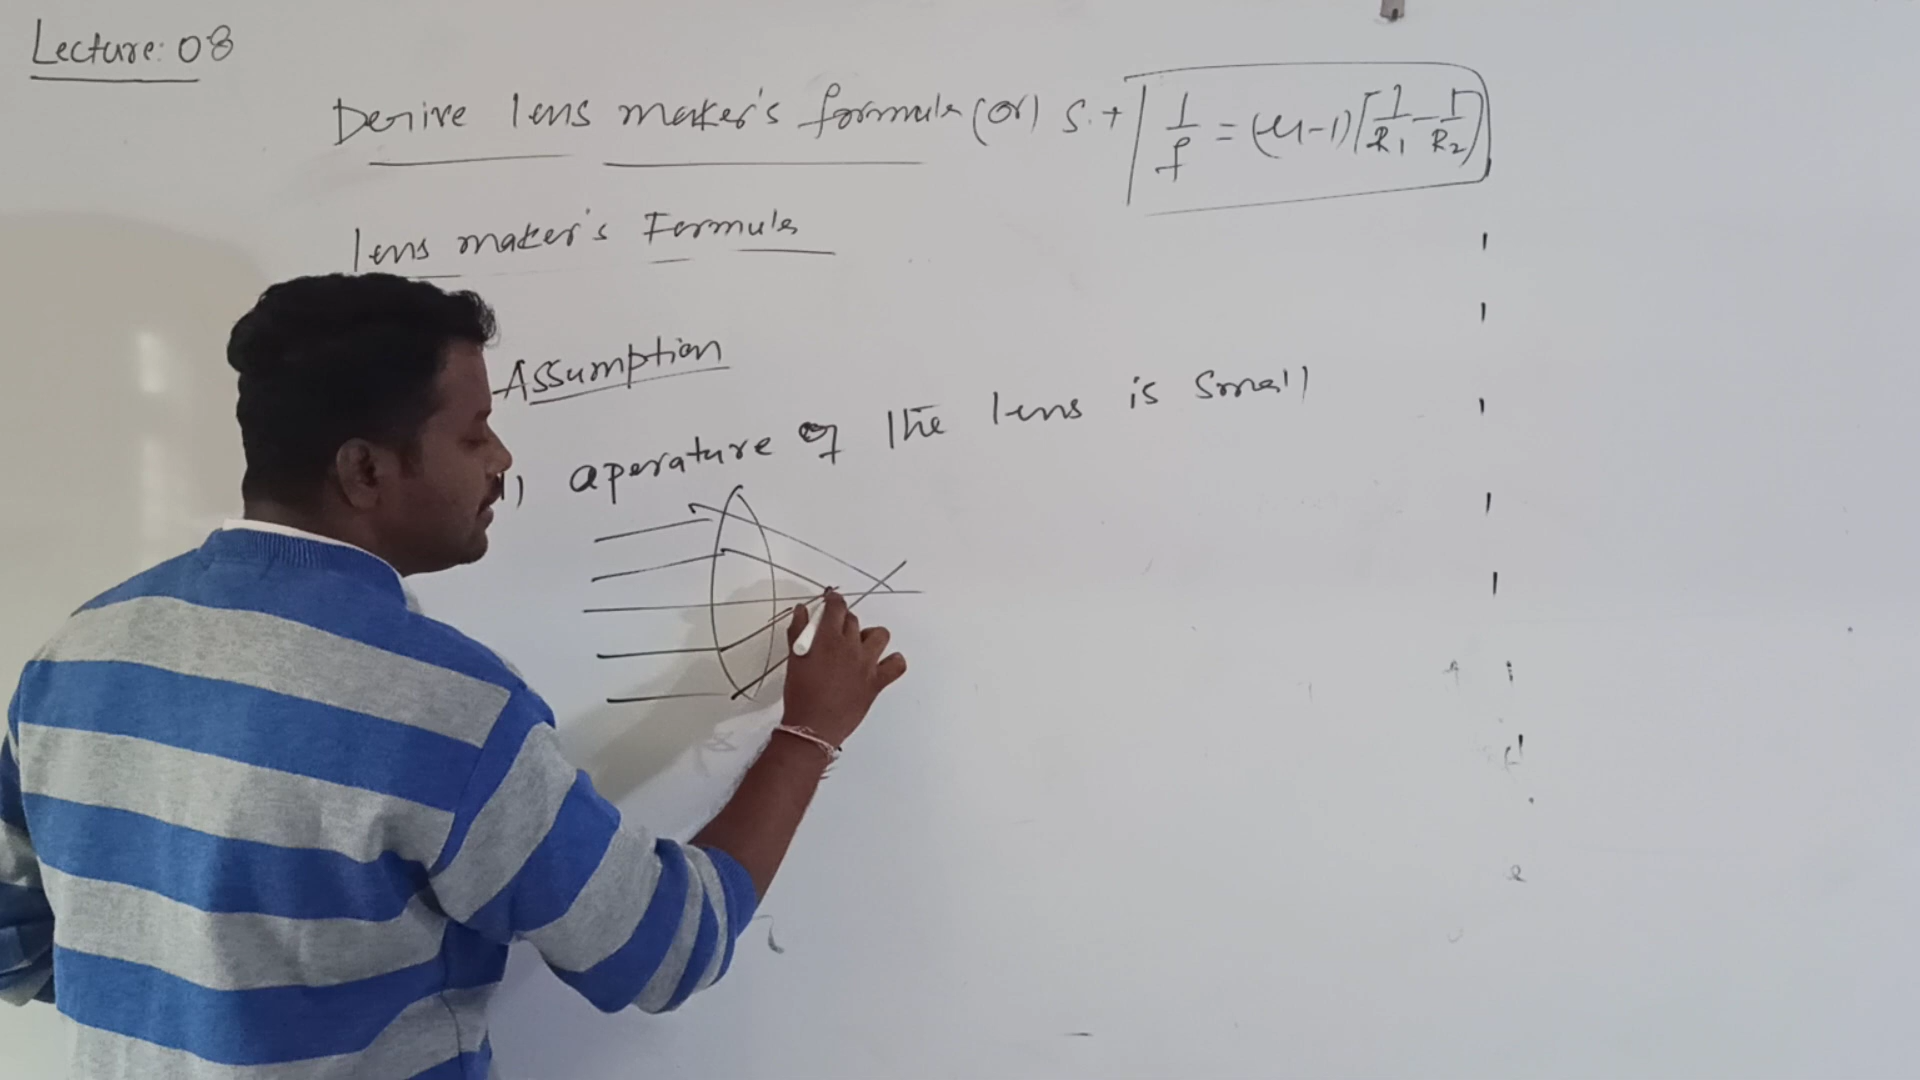 Lecture: 08
Derive lens maker's formula (or) S.t 1/f = (μ-1)[1/R₁ - 1/R₂]
lens maker's Formula
Assumption
1) aperature of the lens is small